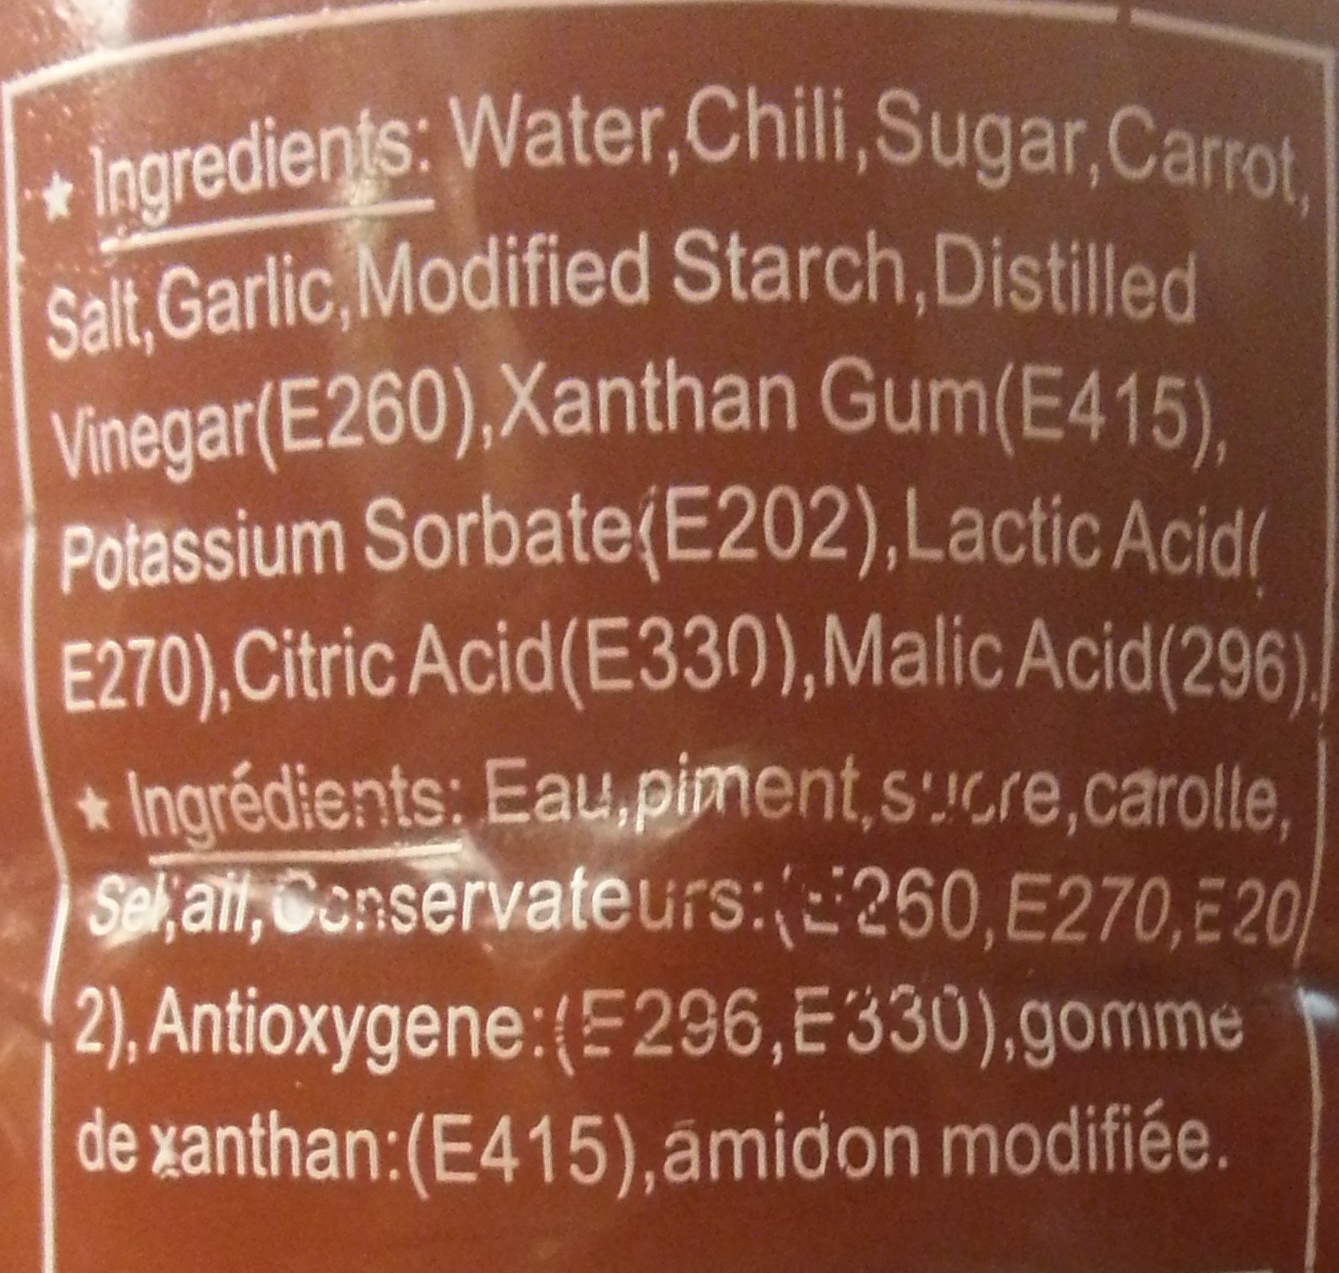 ★ Ingredients: Water,Chili,Sugar,Carrot,
Salt,Garlic,Modified Starch,Distilled
Vinegar(E260),Xanthan Gum(E415),
Potassium Sorbate(E202),Lactic Acid(
E270),Citric Acid(E330),Malic Acid(296).
★ Ingrédients: Eau,piment,sucre,carolle,
Sel,ail,Conservateurs:(E260,E270,E20
2),Antioxygene:(E296,E330),gomme
de xanthan:(E415),amidon modifiée.